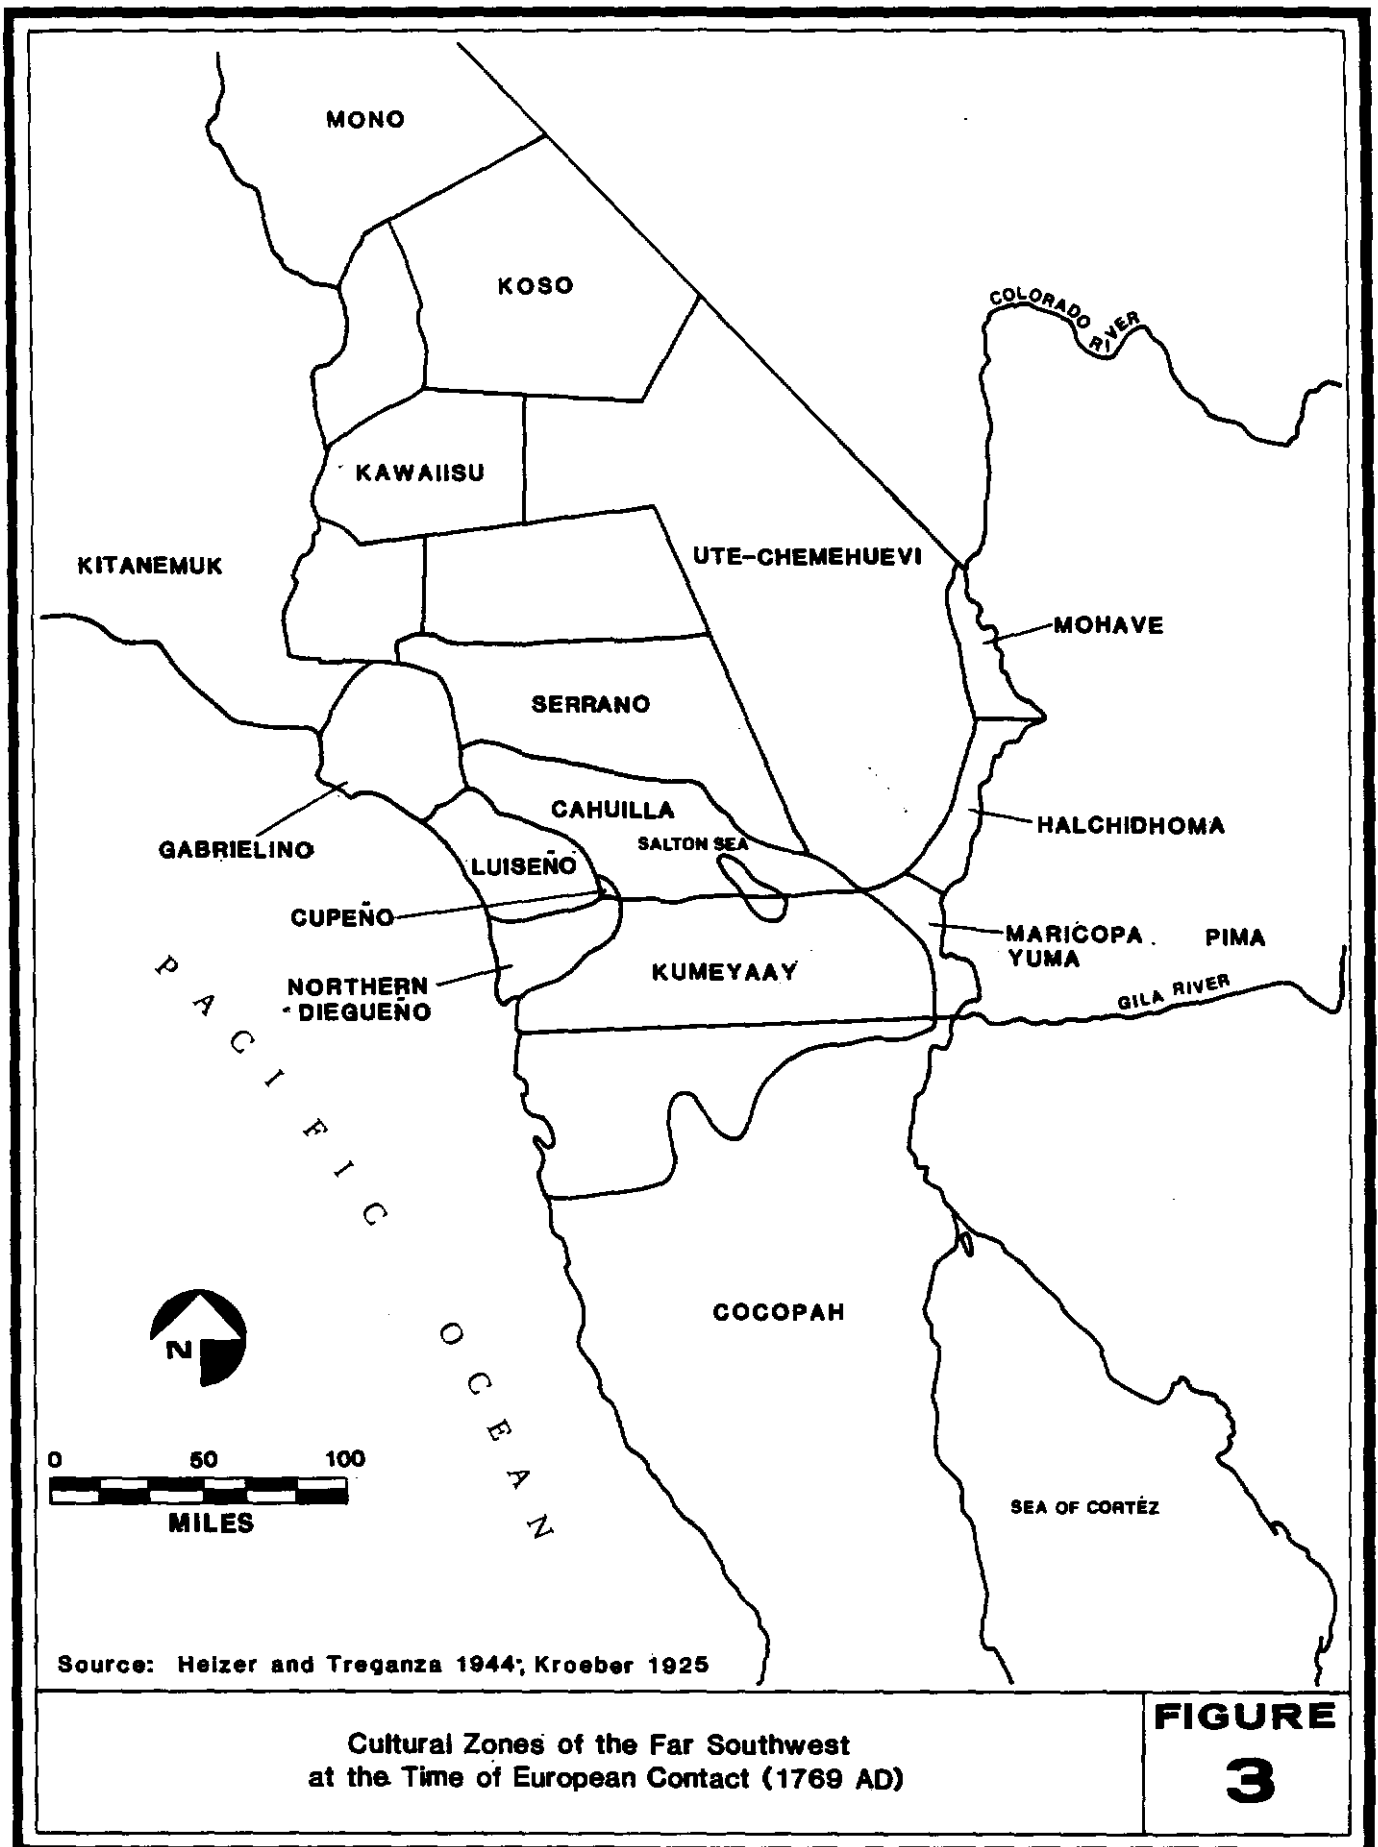 MONO
KOSO
COLORADO RIVER
KAWAIISU
KITANEMUK
UTE-CHEMEHUEVI
MOHAVE
SERRANO
CAHUILLA
SALTON SEA
HALCHIDHOMA
GABRIELINO
LUISEÑO
CUPEÑO
MARICOPA
YUMA
PIMA
KUMEYAAY
NORTHERN
DIEGUEÑO
GILA RIVER
PACIFIC OCEAN
COCOPAH
N
0 50 100
MILES
SEA OF CORTÉZ
Source: Heizer and Treganza 1944; Kroeber 1925
Cultural Zones of the Far Southwest
at the Time of European Contact (1769 AD)
FIGURE
3